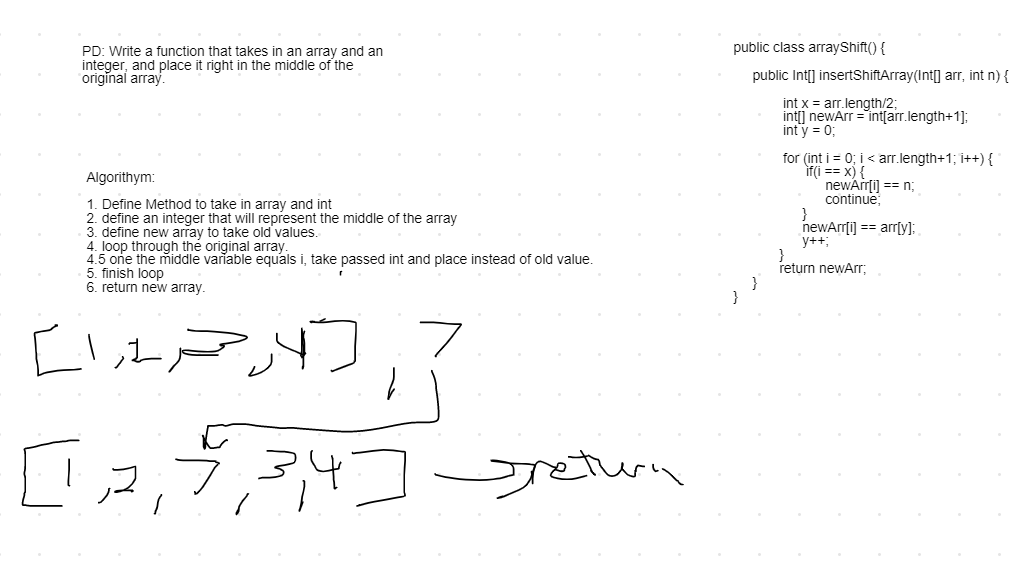 PD: Write a function that takes in an array and an
integer, and place it right in the middle of the
original array.
Algorithym:
1. Define Method to take in array and int
2. define an integer that will represent the middle of the array
3. define new array to take old values.
4. loop through the original array.
4.5 one the middle variable equals i, take passed int and place instead of old value.
5. finish loop
6. return new array.
[1,2,3,4] , 7
[1,2,7,3,4] return
public class arrayShift() {
public Int[] insertShiftArray(Int[] arr, int n) {
int x = arr.length/2;
int[] newArr = int[arr.length+1];
int y = 0;
for (int i = 0; i < arr.length+1; i++) {
if(i == x) {
newArr[i] == n;
continue;
}
newArr[i] == arr[y];
y++;
}
return newArr;
}
}